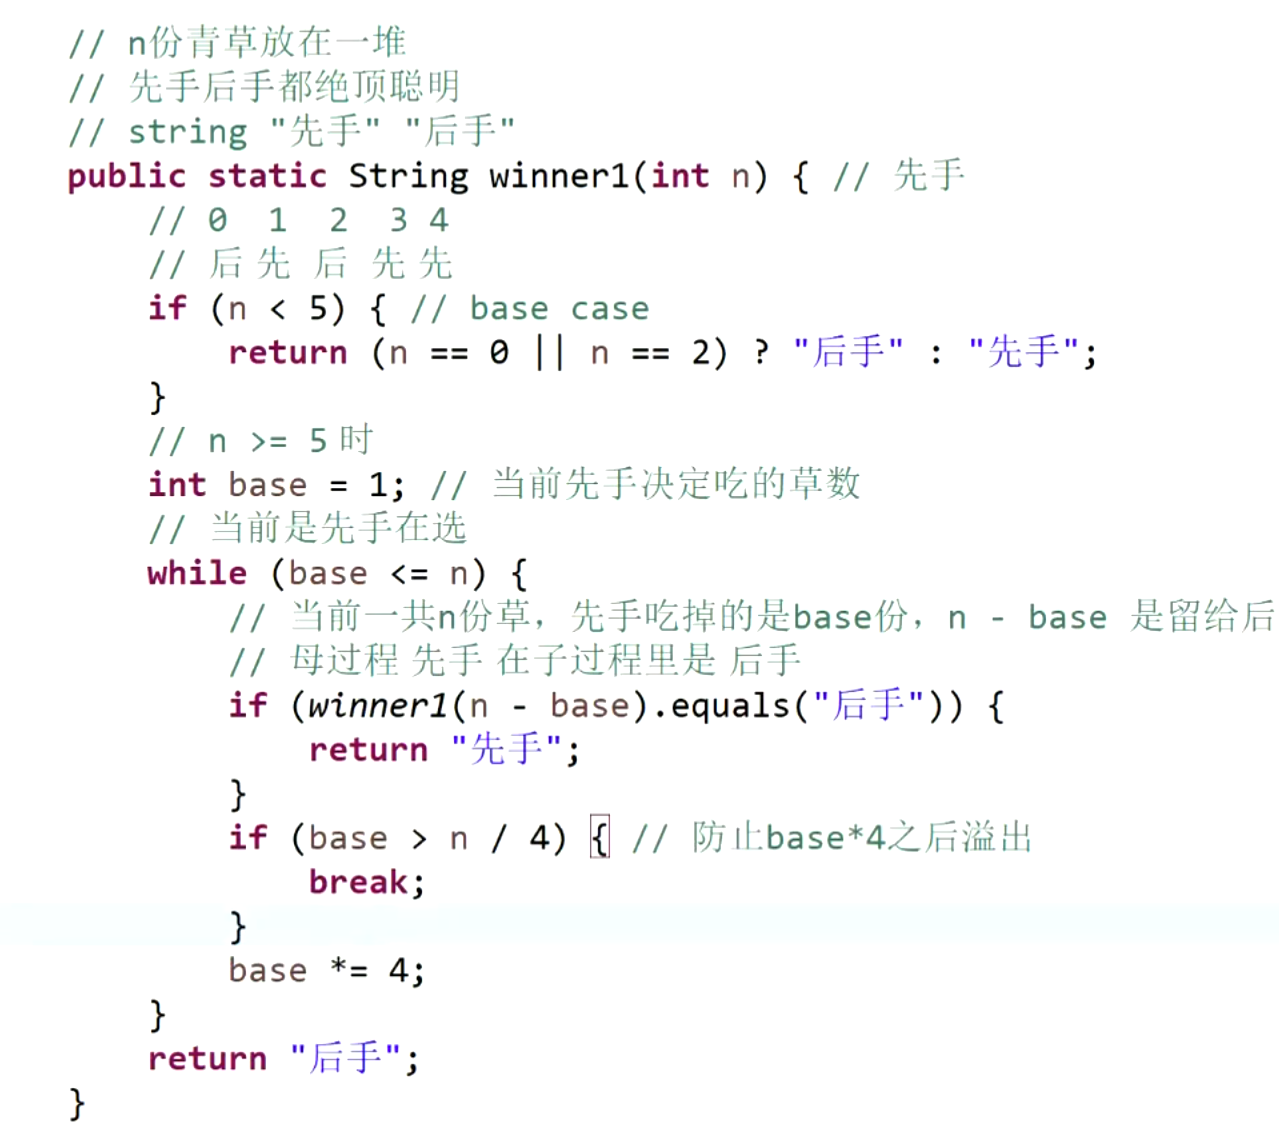 // n份青草放在一堆
// 先手后手都绝顶聪明
// string "先手" "后手"
public static String winner1(int n) { // 先手
    // 0  1  2  3 4
    // 后 先 后 先 先
    if (n < 5) { // base case
        return (n == 0 || n == 2) ? "后手" : "先手";
    }
    // n >= 5 时
    int base = 1; // 当前先手决定吃的草数
    // 当前是先手在选
    while (base <= n) {
        // 当前一共n份草，先手吃掉的是base份，n - base 是留给后
        // 母过程 先手 在子过程里是 后手
        if (winner1(n - base).equals("后手")) {
            return "先手";
        }
        if (base > n / 4) { // 防止base*4之后溢出
            break;
        }
        base *= 4;
    }
    return "后手";
}